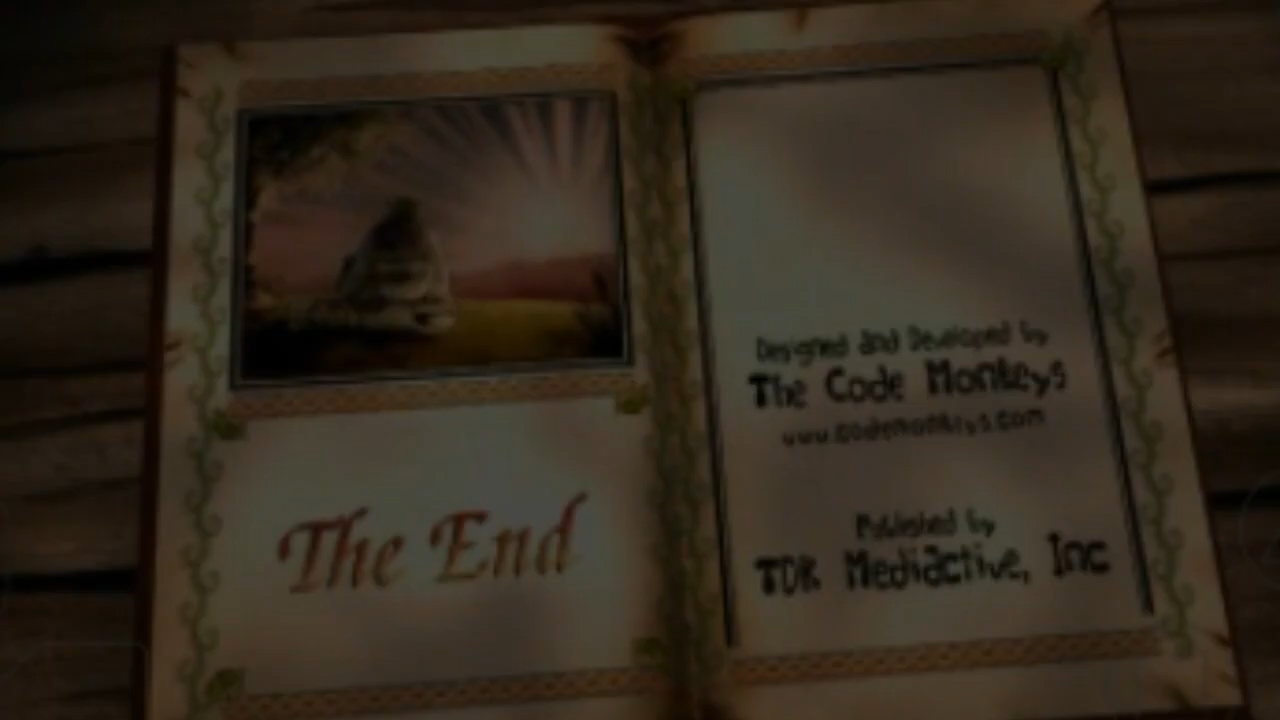 The End
Designed and Developed by
The Code Monkeys
www.codemonkeys.com
Published by
TDK Mediactive, Inc